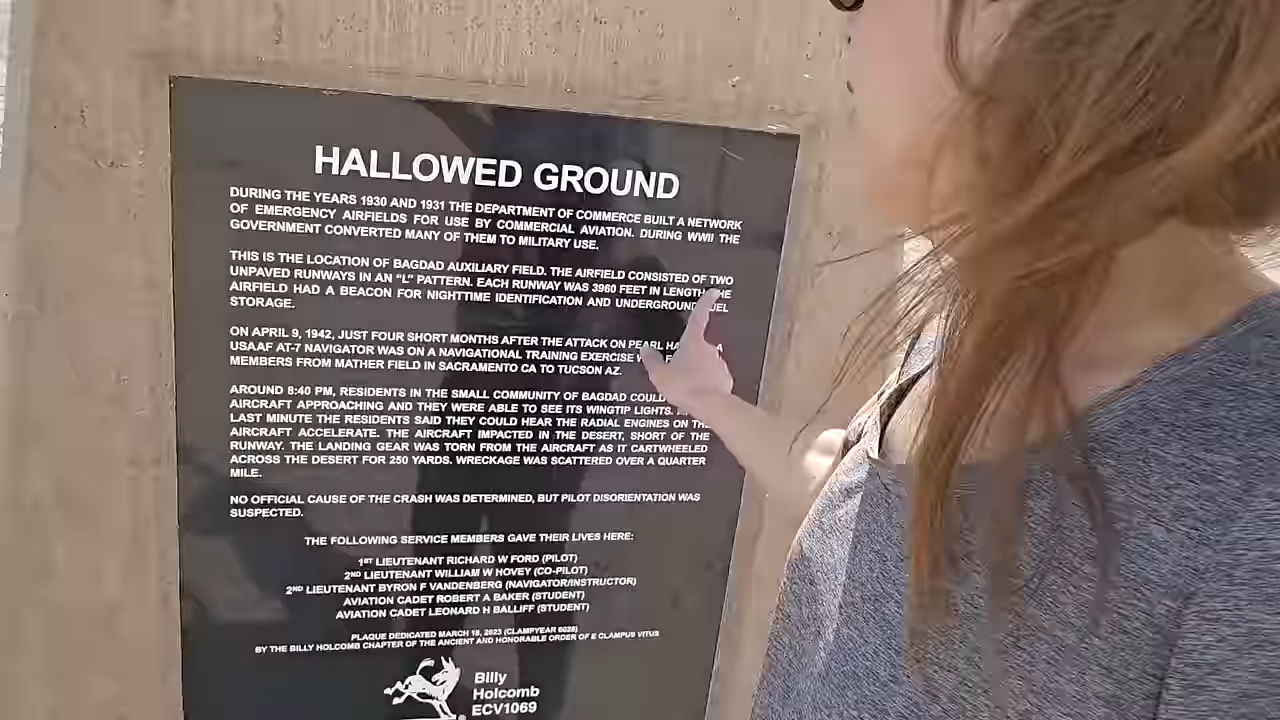 HALLOWED GROUND
DURING THE YEARS 1930 AND 1931 THE DEPARTMENT OF COMMERCE BUILT A NETWORK
OF EMERGENCY AIRFIELDS FOR USE BY COMMERCIAL AVIATION. DURING WWII THE
GOVERNMENT CONVERTED MANY OF THEM TO MILITARY USE.
THIS IS THE LOCATION OF BAGDAD AUXILIARY FIELD. THE AIRFIELD CONSISTED OF TWO
UNPAVED RUNWAYS IN AN "L" PATTERN. EACH RUNWAY WAS 3960 FEET IN LENGTH
AIRFIELD HAD A BEACON FOR NIGHTTIME IDENTIFICATION AND UNDERGROUND
STORAGE.
ON APRIL 9, 1942, JUST FOUR SHORT MONTHS AFTER THE ATTACK ON PEARL A
USAAF AT-7 NAVIGATOR WAS ON A NAVIGATIONAL TRAINING EXERCISE
MEMBERS FROM MATHER FIELD IN SACRAMENTO CA TO TUCSON AZ.
AROUND 8:40 PM, RESIDENTS IN THE SMALL COMMUNITY OF BAGDAD COULD
AIRCRAFT APPROACHING AND THEY WERE ABLE TO SEE ITS WINGTIP LIGHTS.
LAST MINUTE THE RESIDENTS SAID THEY COULD HEAR THE RADIAL ENGINES ON THE
AIRCRAFT ACCELERATE. THE AIRCRAFT IMPACTED IN THE DESERT, SHORT OF THE
RUNWAY. THE LANDING GEAR WAS TORN FROM THE AIRCRAFT AS IT CARTWHEELED
ACROSS THE DESERT FOR 250 YARDS. WRECKAGE WAS SCATTERED OVER A QUARTER
MILE.
NO OFFICIAL CAUSE OF THE CRASH WAS DETERMINED, BUT PILOT DISORIENTATION WAS
SUSPECTED.
THE FOLLOWING SERVICE MEMBERS GAVE THEIR LIVES HERE:
1ST LIEUTENANT RICHARD W FORD (PILOT)
2ND LIEUTENANT WILLIAM W HOVEY (CO-PILOT)
2ND LIEUTENANT BYRON F VANDENBERG (NAVIGATOR/INSTRUCTOR)
AVIATION CADET ROBERT A BAKER (STUDENT)
AVIATION CADET LEONARD H BALLIFF (STUDENT)
PLAQUE DEDICATED MARCH 18, 2023 (CLAMPYEAR 6028)
BY THE BILLY HOLCOMB CHAPTER OF THE ANCIENT AND HONORABLE ORDER OF E CLAMPUS VITUS
Billy
Holcomb
ECV1069